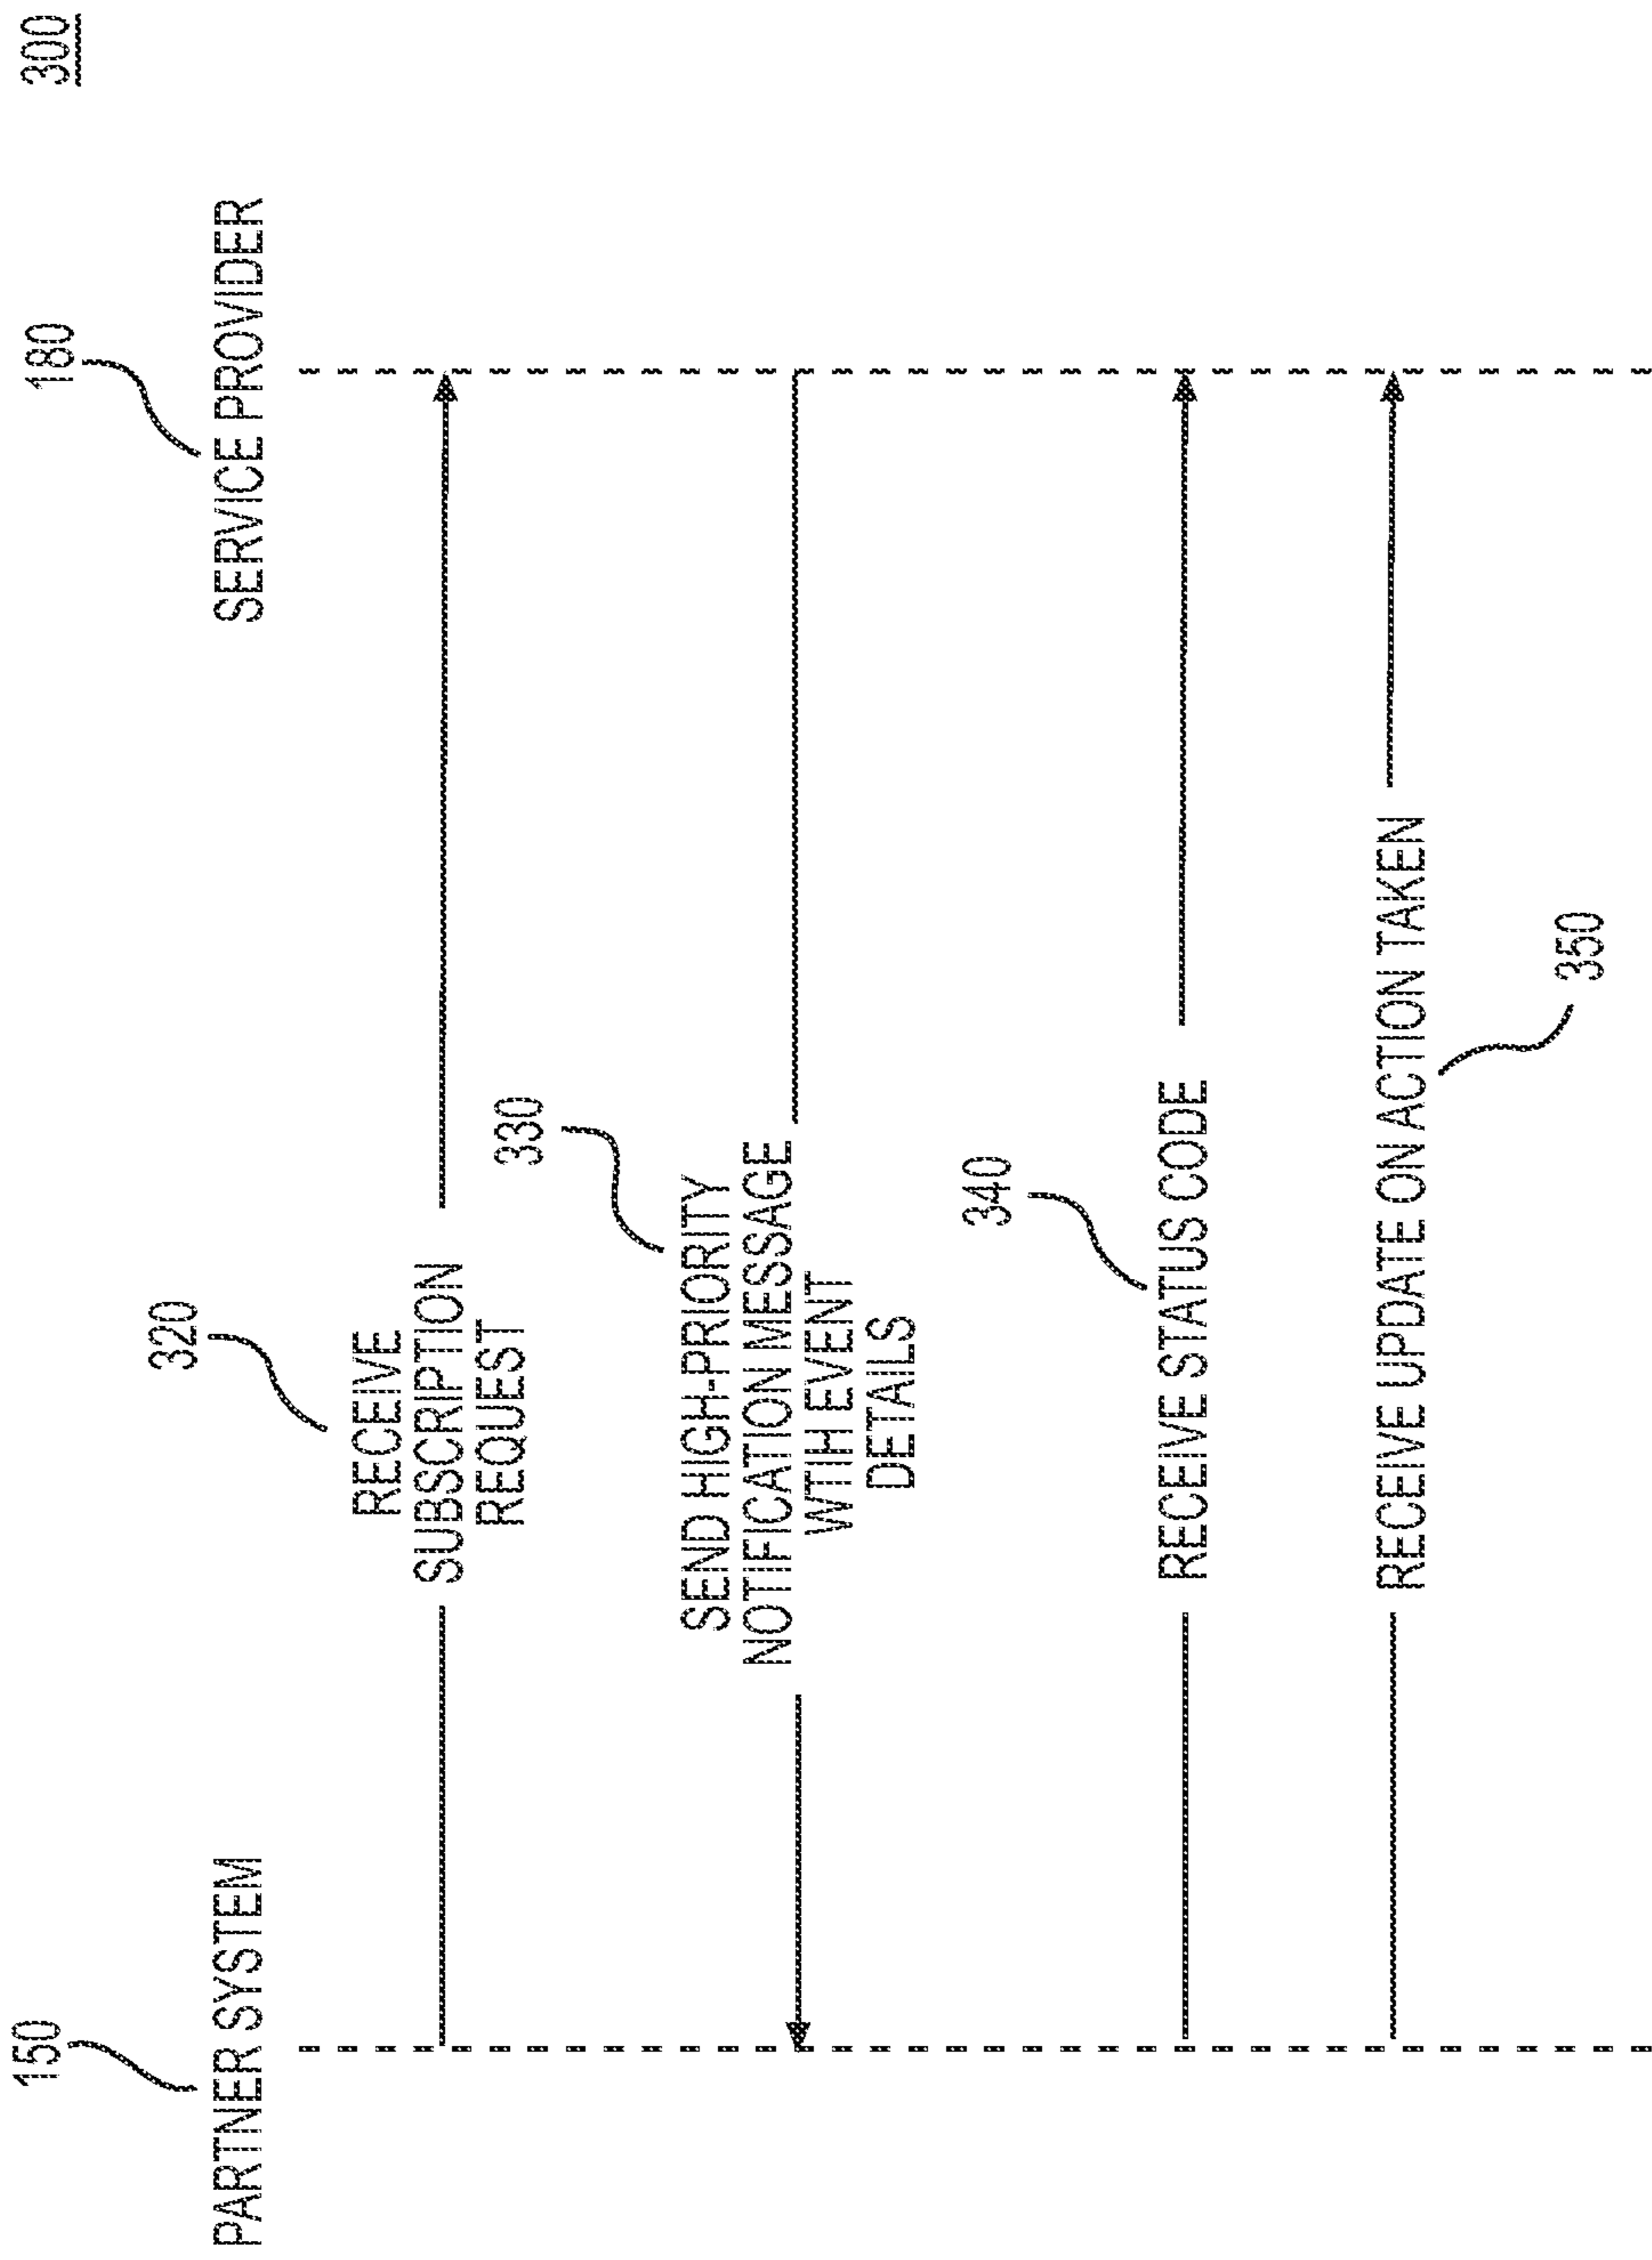 300
150
PARTNER SYSTEM
180
SERVICE PROVIDER
320
RECEIVE
SUBSCRIPTION
REQUEST
330
SEND HIGH-PRIORITY
NOTIFICATION MESSAGE
WTIH EVENT
DETAILS
340
RECEIVE STATUS CODE
RECEIVE UPDATE ON ACTION TAKEN
350